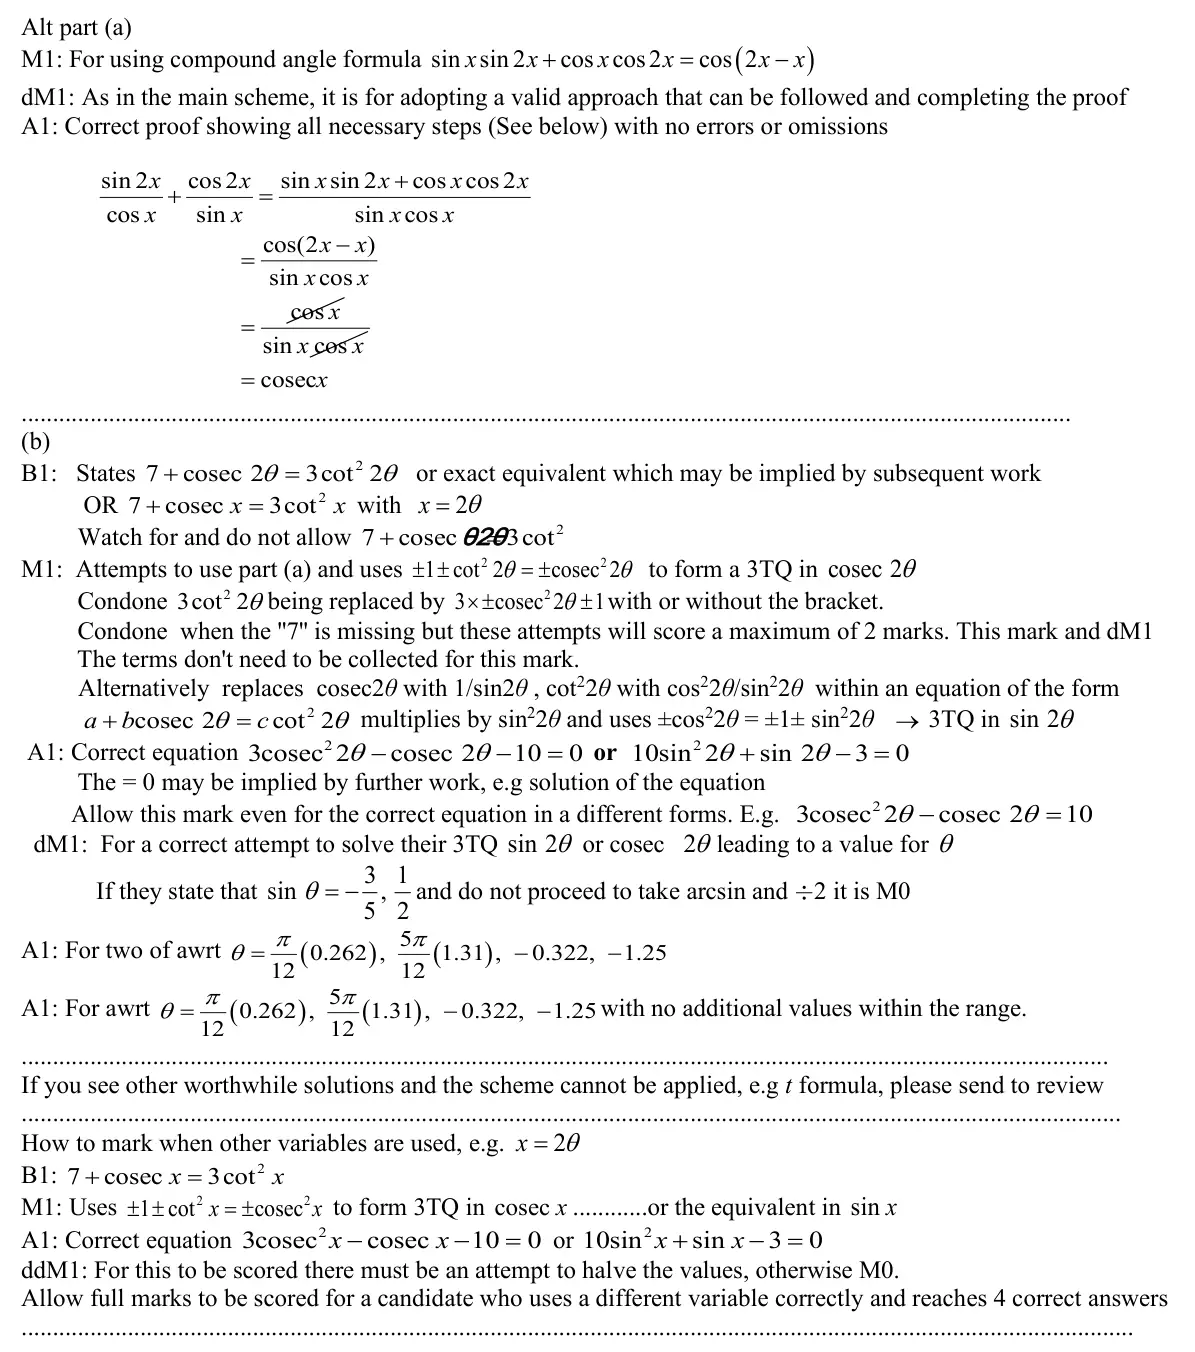 Alt part (a)
M1: For using compound angle formula sin x sin 2x + cos x cos 2x = cos(2x − x)
dM1: As in the main scheme, it is for adopting a valid approach that can be followed and completing the proof
A1: Correct proof showing all necessary steps (See below) with no errors or omissions
sin 2x / cos x + cos 2x / sin x = (sin x sin 2x + cos x cos 2x) / (sin x cos x)
= cos(2x − x) / (sin x cos x)
= cos x / (sin x cos x)
= cosecx
................................................................................
(b)
B1: States 7 + cosec 2θ = 3 cot² 2θ or exact equivalent which may be implied by subsequent work
OR 7 + cosec x = 3 cot² x with x = 2θ
Watch for and do not allow 7 + cosec 3 cot²
M1: Attempts to use part (a) and uses ±1 ± cot² 2θ = ±cosec² 2θ to form a 3TQ in cosec 2θ
Condone 3 cot² 2θ being replaced by 3 × ±cosec² 2θ ± 1 with or without the bracket.
Condone when the "7" is missing but these attempts will score a maximum of 2 marks. This mark and dM1
The terms don't need to be collected for this mark.
Alternatively replaces cosec2θ with 1/sin2θ , cot²2θ with cos²2θ/sin²2θ within an equation of the form
a + bcosec 2θ = c cot² 2θ multiplies by sin²2θ and uses ±cos²2θ = ±1± sin²2θ → 3TQ in sin 2θ
A1: Correct equation 3cosec² 2θ − cosec 2θ − 10 = 0 or 10sin² 2θ + sin 2θ − 3 = 0
The = 0 may be implied by further work, e.g solution of the equation
Allow this mark even for the correct equation in a different forms. E.g. 3cosec² 2θ − cosec 2θ = 10
dM1: For a correct attempt to solve their 3TQ sin 2θ or cosec 2θ leading to a value for θ
If they state that sin θ = −3/5, 1/2 and do not proceed to take arcsin and ÷2 it is M0
A1: For two of awrt θ = π/12 (0.262), 5π/12 (1.31), −0.322, −1.25
A1: For awrt θ = π/12 (0.262), 5π/12 (1.31), −0.322, −1.25 with no additional values within the range.
................................................................................
If you see other worthwhile solutions and the scheme cannot be applied, e.g t formula, please send to review
................................................................................
How to mark when other variables are used, e.g. x = 2θ
B1: 7 + cosec x = 3 cot² x
M1: Uses ±1 ± cot² x = ±cosec²x to form 3TQ in cosec x ............or the equivalent in sin x
A1: Correct equation 3cosec²x − cosec x − 10 = 0 or 10sin²x + sin x − 3 = 0
ddM1: For this to be scored there must be an attempt to halve the values, otherwise M0.
Allow full marks to be scored for a candidate who uses a different variable correctly and reaches 4 correct answers
................................................................................